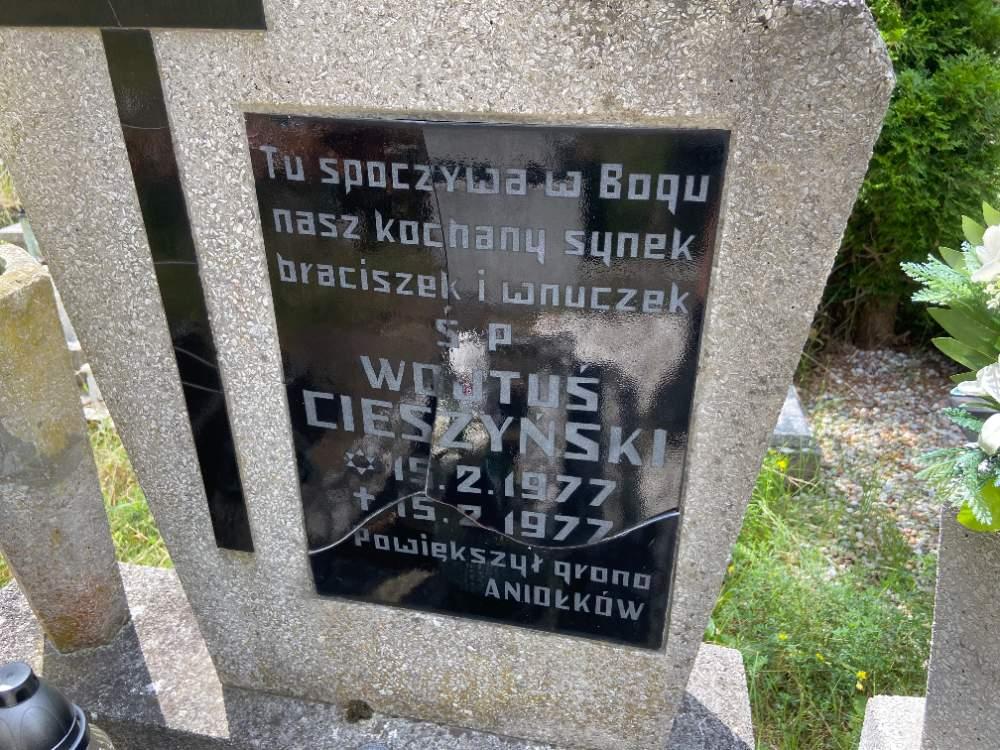 Tu spoczywa w Bogu
nasz kochany synek
braciszek i wnuczek
Ś p
WOJTUŚ
CIESZYŃSKI
15.2.1977
✝ 15.2.1977
Powiększył grono
ANIOŁKÓW